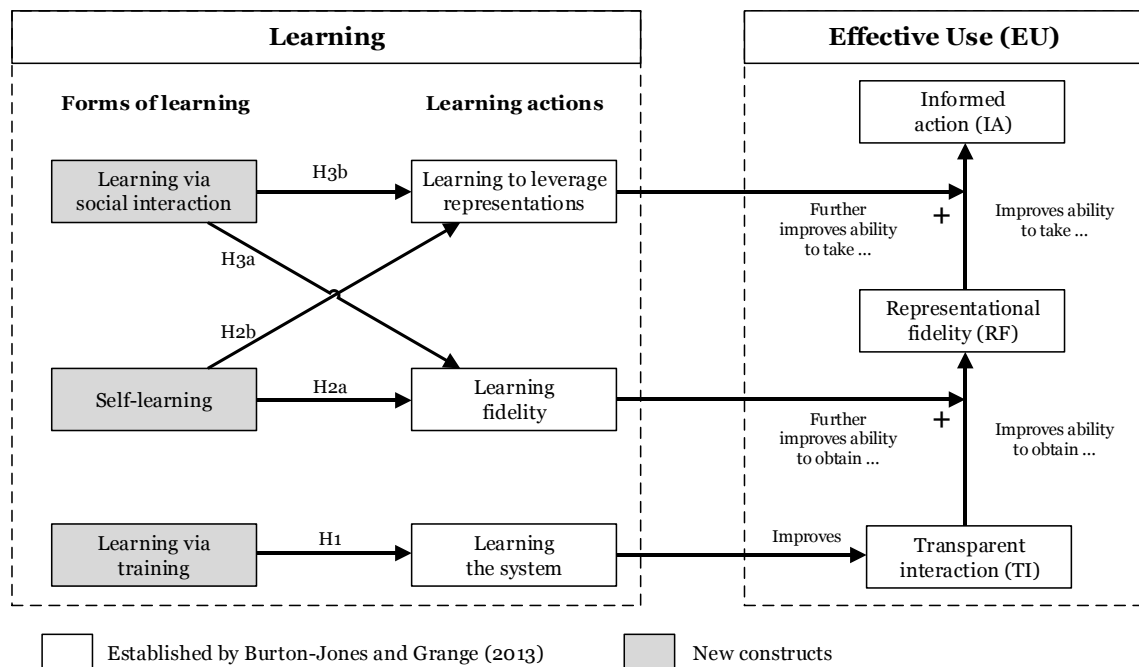 Learning
Effective Use (EU)
Forms of learning
Learning actions
Informed
action (IA)
Learning via
social interaction
H3b
Learning to leverage
representations
Further
improves ability
to take ...
+
Improves ability
to take ...
H3a
H2b
Representational
fidelity (RF)
Self-learning
H2a
Learning
fidelity
Further
improves ability
to obtain ...
+
Improves ability
to obtain ...
Learning via
training
H1
Learning
the system
Improves
Transparent
interaction (TI)
Established by Burton-Jones and Grange (2013)
New constructs